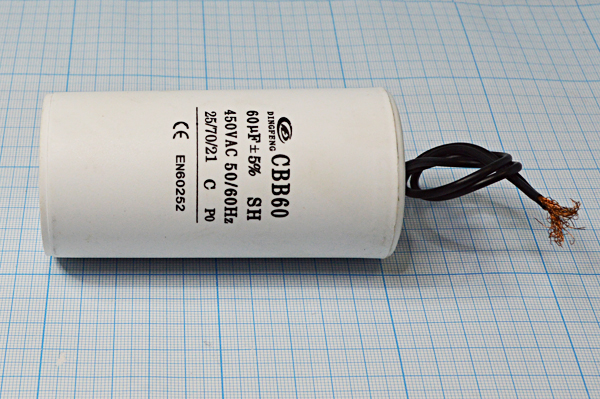 DINGFENG CBB60
60μF±5% SH
450VAC 50/60Hz
25/70/21 C P0
CE EN60252